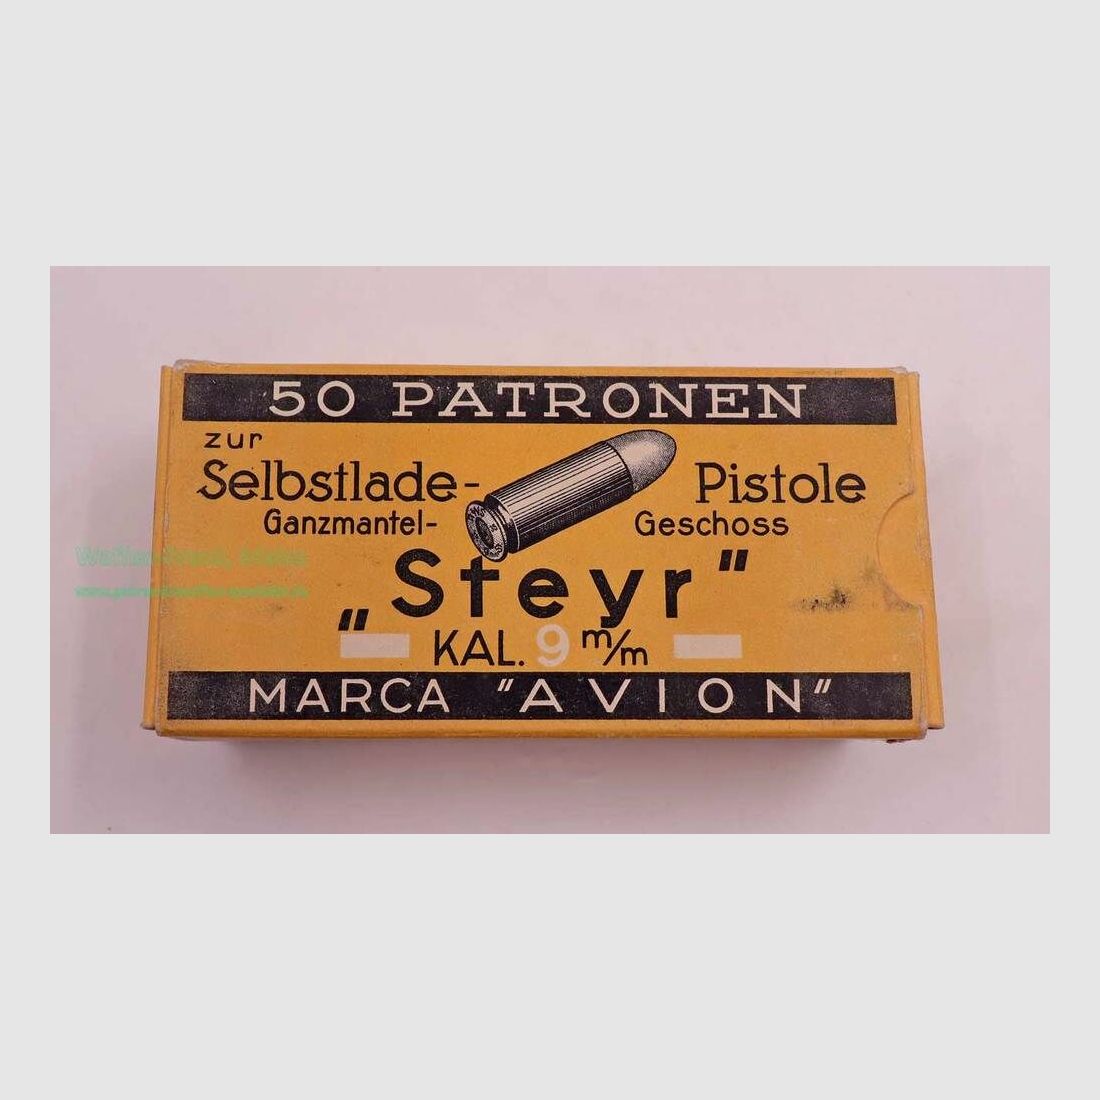 50 PATRONEN
zur
Selbstlade- Pistole
Ganzmantel- Geschoss
„Steyr"
KAL. 9 m/m
MARCA "AVION"